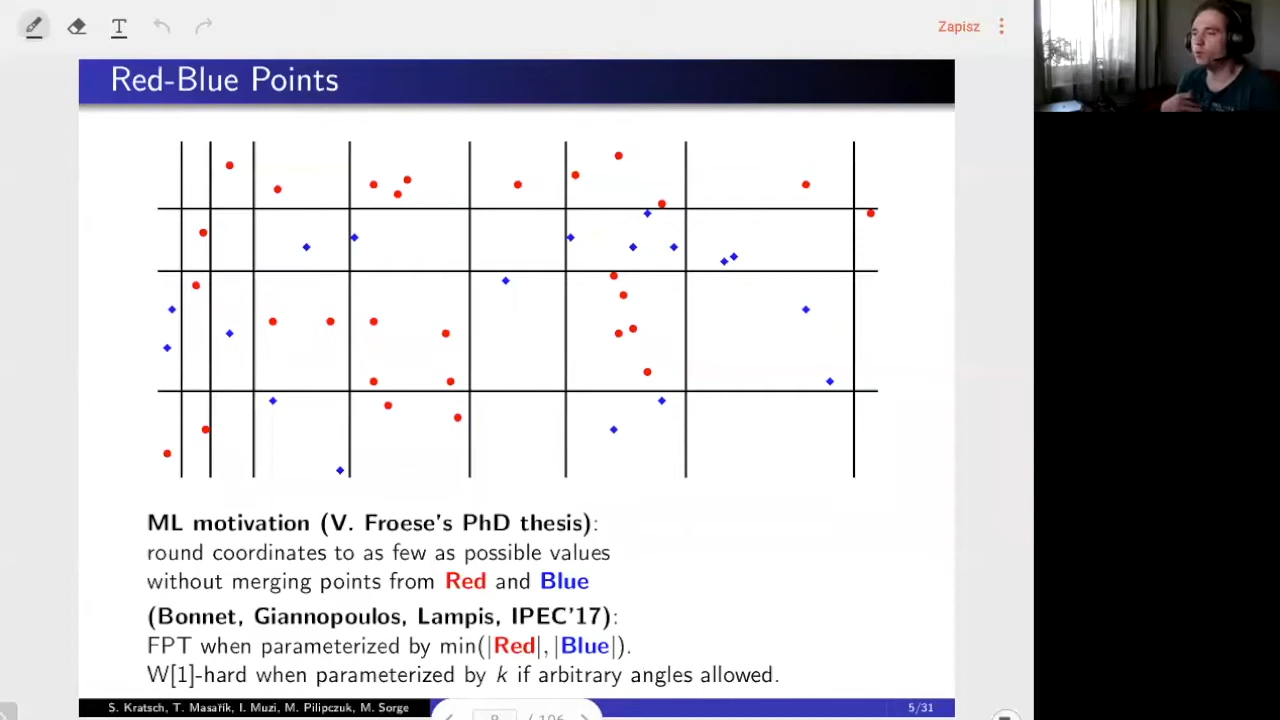 T
Zapisz
Red-Blue Points
ML motivation (V. Froese's PhD thesis):
round coordinates to as few as possible values
without merging points from Red and Blue
(Bonnet, Giannopoulos, Lampis, IPEC'17):
FPT when parameterized by min(|Red|, |Blue|).
W[1]-hard when parameterized by k if arbitrary angles allowed.
S. Kratsch, T. Masařík, I. Muzi, M. Pilipczuk, M. Sorge
5/31
8 / 106